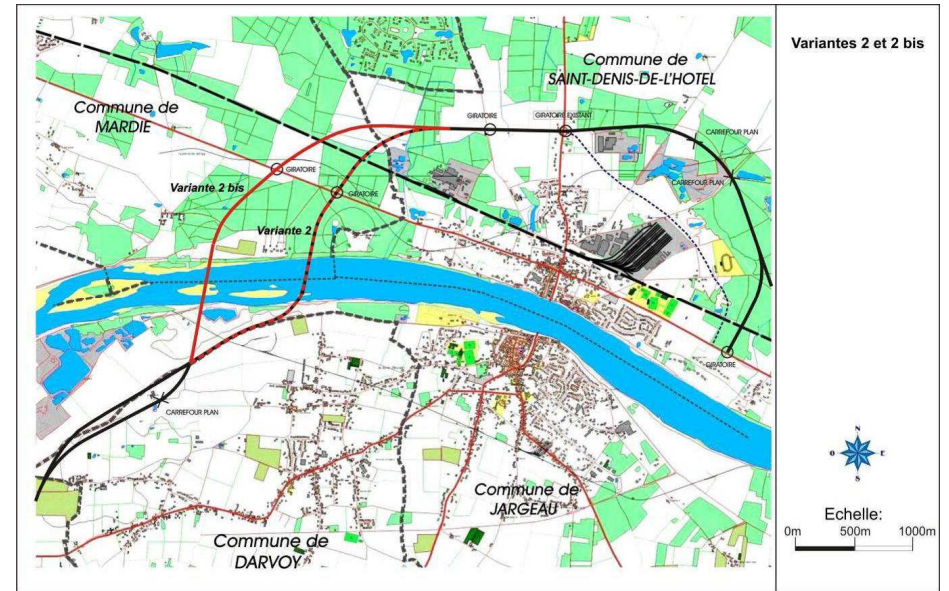 Variantes 2 et 2 bis
Commune de
SAINT-DENIS-DE-L'HOTEL
Commune de
MARDIE
GIRATOIRE
GIRATOIRE EXISTANT
CARREFOUR PLAN
GIRATOIRE
CARREFOUR PLAN
Variante 2 bis
GIRATOIRE
Variante 2
GIRATOIRE
CARREFOUR PLAN
Commune de
JARGEAU
Commune de
DARVOY
N
O
E
S
Echelle:
0m
500m
1000m